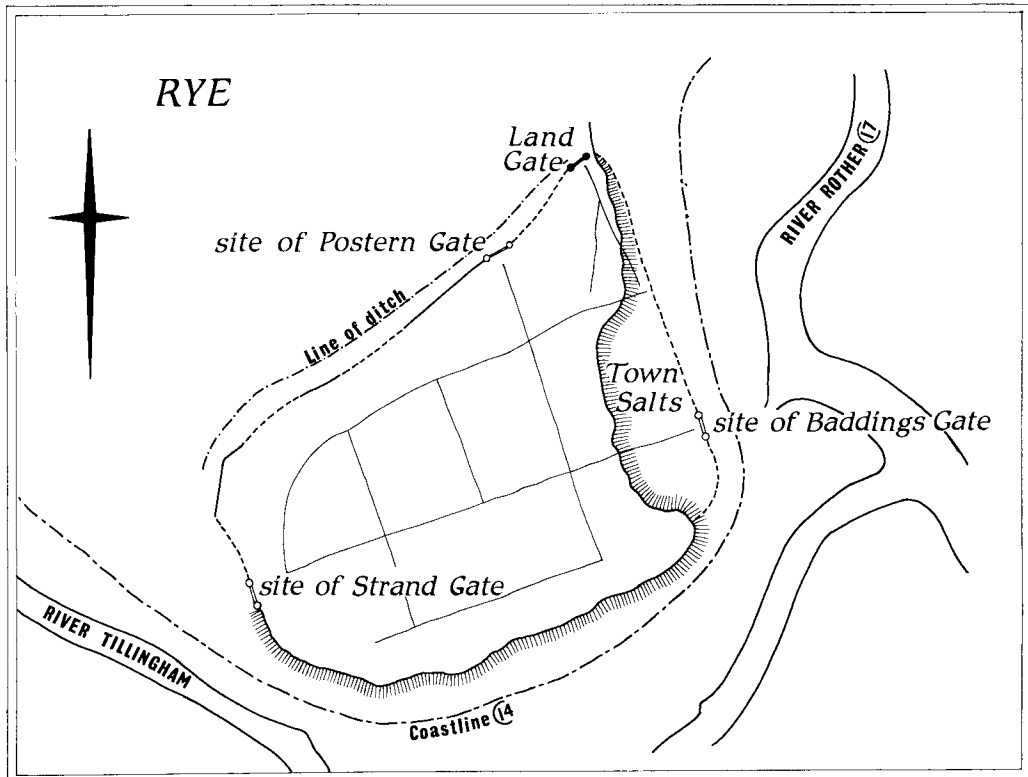 RYE
Land
Gate
RIVER ROTHER 17
site of Postern Gate
Line of ditch
Town
Salts
site of Baddings Gate
site of Strand Gate
RIVER TILLINGHAM
Coastline 14